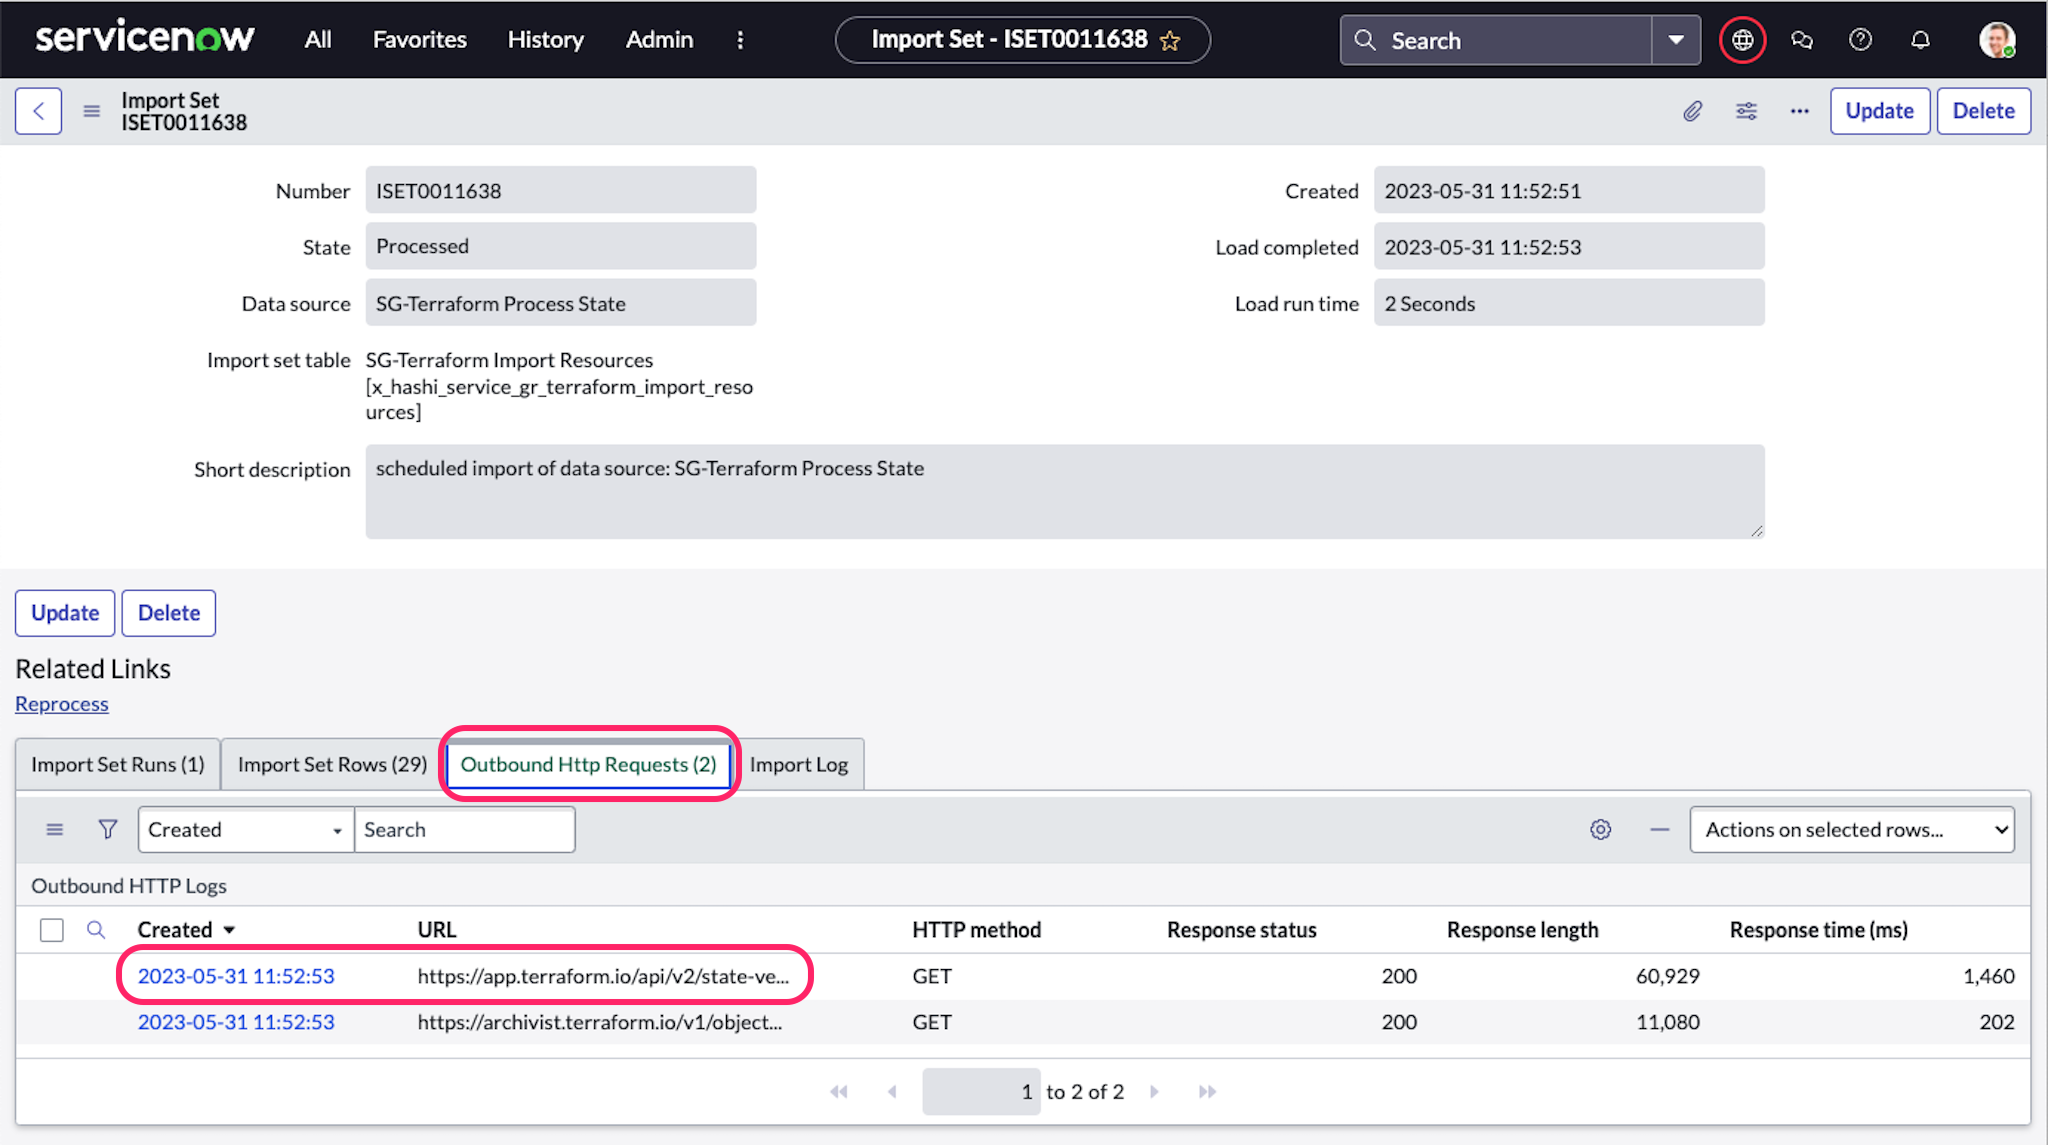 servicenow All Favorites History Admin Import Set - ISET0011638 Search
Import Set
ISET0011638
Update Delete
Number ISET0011638 Created 2023-05-31 11:52:51
State Processed Load completed 2023-05-31 11:52:53
Data source SG-Terraform Process State Load run time 2 Seconds
Import set table SG-Terraform Import Resources
[x_hashi_service_gr_terraform_import_reso
urces]
Short description scheduled import of data source: SG-Terraform Process State
Update Delete
Related Links
Reprocess
Import Set Runs (1) Import Set Rows (29) Outbound Http Requests (2) Import Log
Created Search Actions on selected rows...
Outbound HTTP Logs
Created URL HTTP method Response status Response length Response time (ms)
2023-05-31 11:52:53 https://app.terraform.io/api/v2/state-ve... GET 200 60,929 1,460
2023-05-31 11:52:53 https://archivist.terraform.io/v1/object... GET 200 11,080 202
1 to 2 of 2